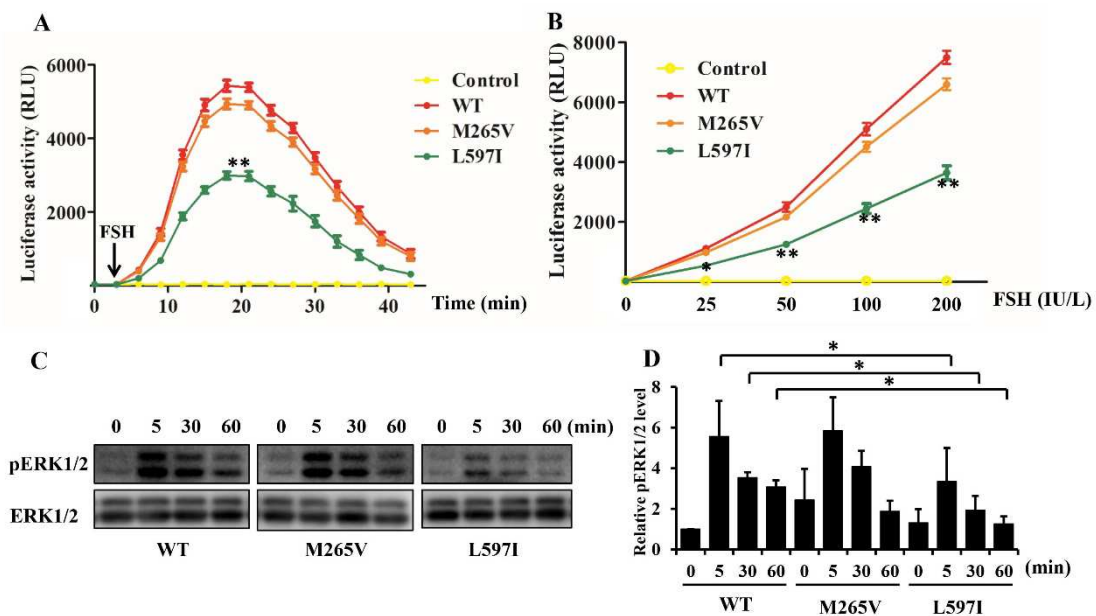 A
Luciferase activity (RLU)
6000
4000
2000
FSH
**
0 10 20 30 40
Time (min)
Control
WT
M265V
L597I
B
Luciferase activity (RLU)
8000
6000
4000
2000
Control
WT
M265V
L597I
* ** ** **
0 25 50 100 200
FSH (IU/L)
C
0 5 30 60 0 5 30 60 0 5 30 60 (min)
pERK1/2
ERK1/2
WT M265V L597I
D
*
*
*
Relative pERK1/2 level
8
6
4
2
0
0 5 30 60 0 5 30 60 0 5 30 60 (min)
WT M265V L597I